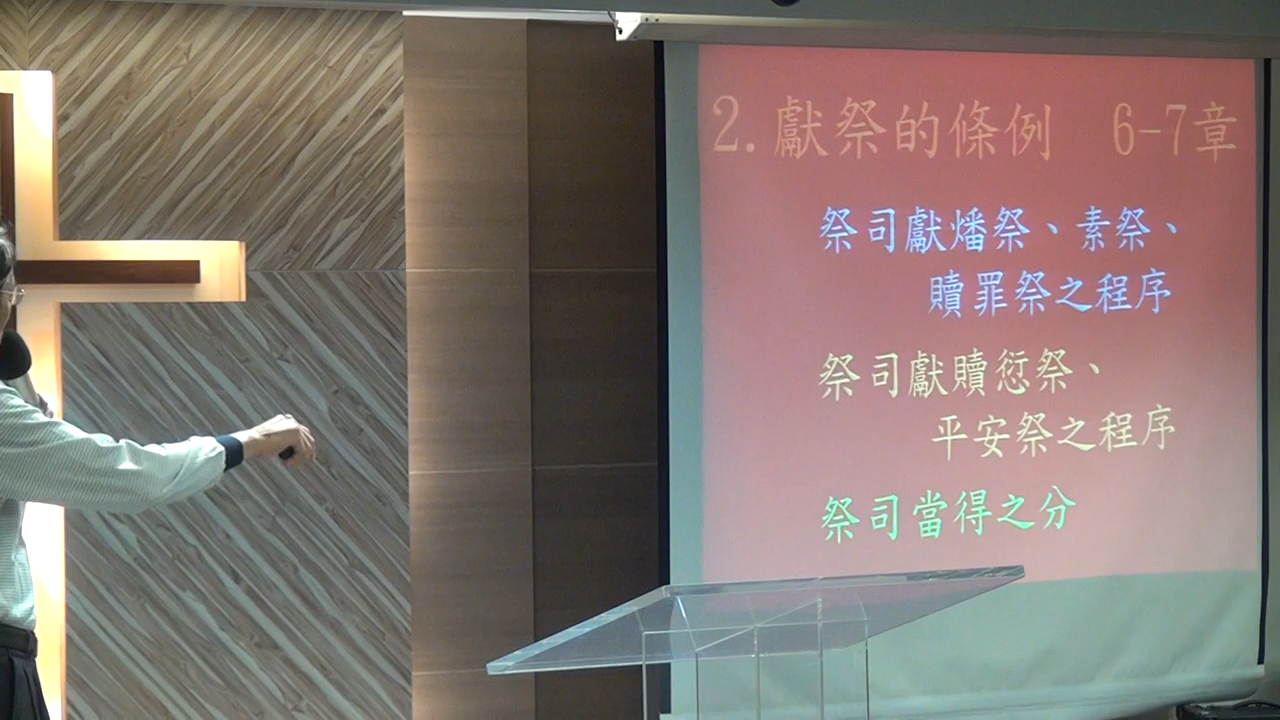 2.獻祭的條例 6-7章
祭司獻燔祭、素祭、
贖罪祭之程序
祭司獻贖愆祭、
平安祭之程序
祭司當得之分